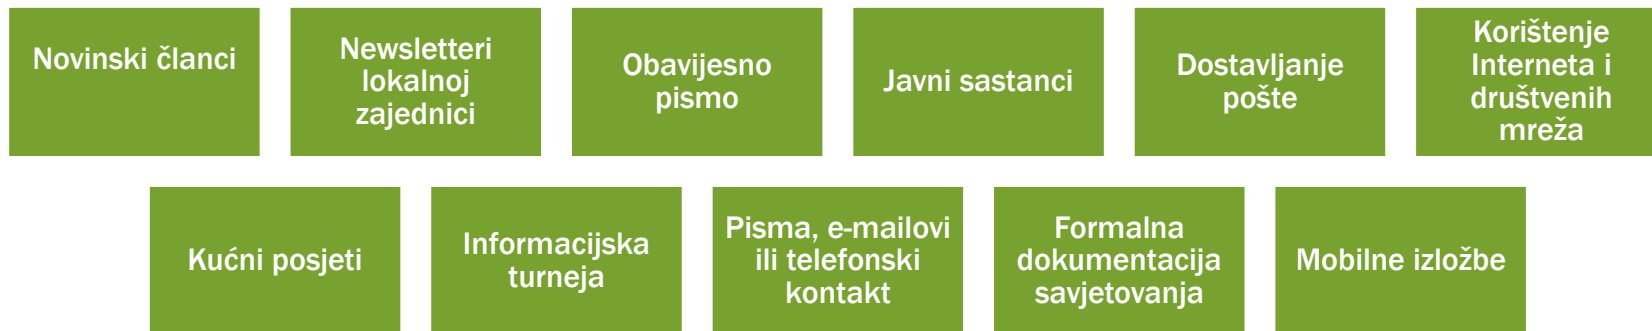 Novinski članci
Newsletteri
lokalnoj
zajednici
Obavijesno
pismo
Javni sastanci
Dostavljanje
pošte
Korištenje
Interneta i
društvenih
mreža
Kućni posjeti
Informacijska
turneja
Pisma, e-mailovi
ili telefonski
kontakt
Formalna
dokumentacija
savjetovanja
Mobilne izložbe